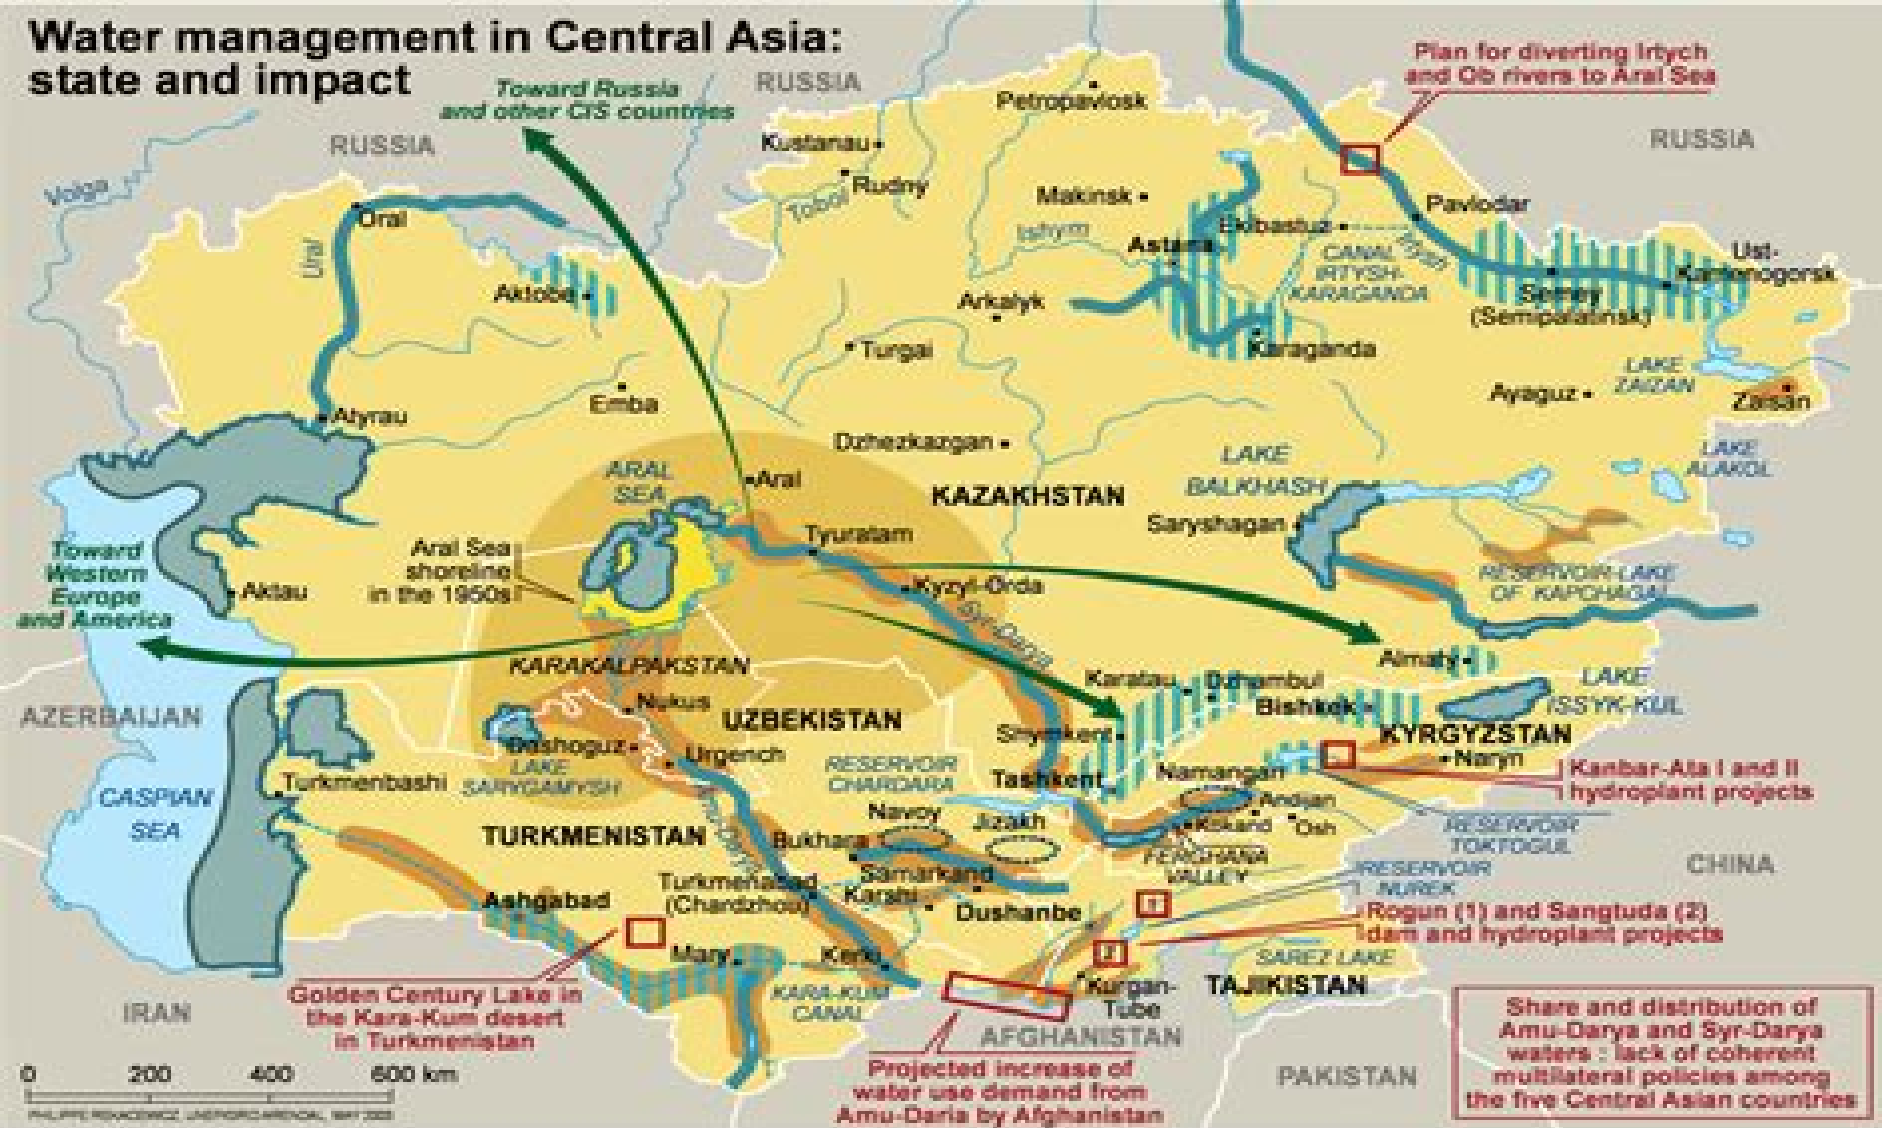 Water management in Central Asia:
state and impact
Toward Russia
and other CIS countries
RUSSIA
Plan for diverting Irtych
and Ob rivers to Aral Sea
Petropavlosk
RUSSIA
RUSSIA
Kustanau
Rudny
Tobol
Volga
Makinsk
Pavlodar
Oral
Ural
Ishym
Ekibastuz
Astana
CANAL
IRTYSH-
KARAGANDA
Ust-
Kamenogorsk
Aktobe
Arkalyk
Semey
(Semipalatinsk)
Turgai
Karaganda
LAKE
ZAIZAN
Emba
Ayaguz
Zaisan
Atyrau
Dzhezkazgan
LAKE
BALKHASH
LAKE
ALAKOL
ARAL
SEA
Aral
KAZAKHSTAN
Saryshagan
Tyuratam
Toward
Western
Europe
and America
Aral Sea
shoreline
in the 1950s
Aktau
Kyzyl-Orda
Syr-Darya
RESERVOIR-LAKE
OF KAPCHAGAI
Almaty
KARAKALPAKSTAN
Karatau
Dzhambul
LAKE
ISSYK-KUL
Bishkek
AZERBAIJAN
Nukus
UZBEKISTAN
Shymkent
KYRGYZSTAN
Naryn
Dashoguz
Urgench
LAKE
SARYGAMYSH
RESERVOIR
CHARDARA
Tashkent
Namangan
Kanbar-Ata I and II
hydroplant projects
Turkmenbashi
CASPIAN
SEA
Navoy
Jizakh
Andijan
Kokand
Osh
RESERVOIR
TOKTOGUL
TURKMENISTAN
Amu-Darya
Bukhara
FERGHANA
VALLEY
CHINA
Samarkand
RESERVOIR
NUREK
Ashgabad
Turkmenabad
(Chardzhou)
Karshi
Dushanbe
1
Rogun (1) and Sangtuda (2)
dam and hydroplant projects
Mary
Kerki
2
SAREZ LAKE
Kurgan-
Tube
TAJIKISTAN
KARA-KUM
CANAL
Golden Century Lake in
the Kara-Kum desert
in Turkmenistan
IRAN
AFGHANISTAN
Share and distribution of
Amu-Darya and Syr-Darya
waters : lack of coherent
multilateral policies among
the five Central Asian countries
Projected increase of
water use demand from
Amu-Daria by Afghanistan
PAKISTAN
0 200 400 600 km